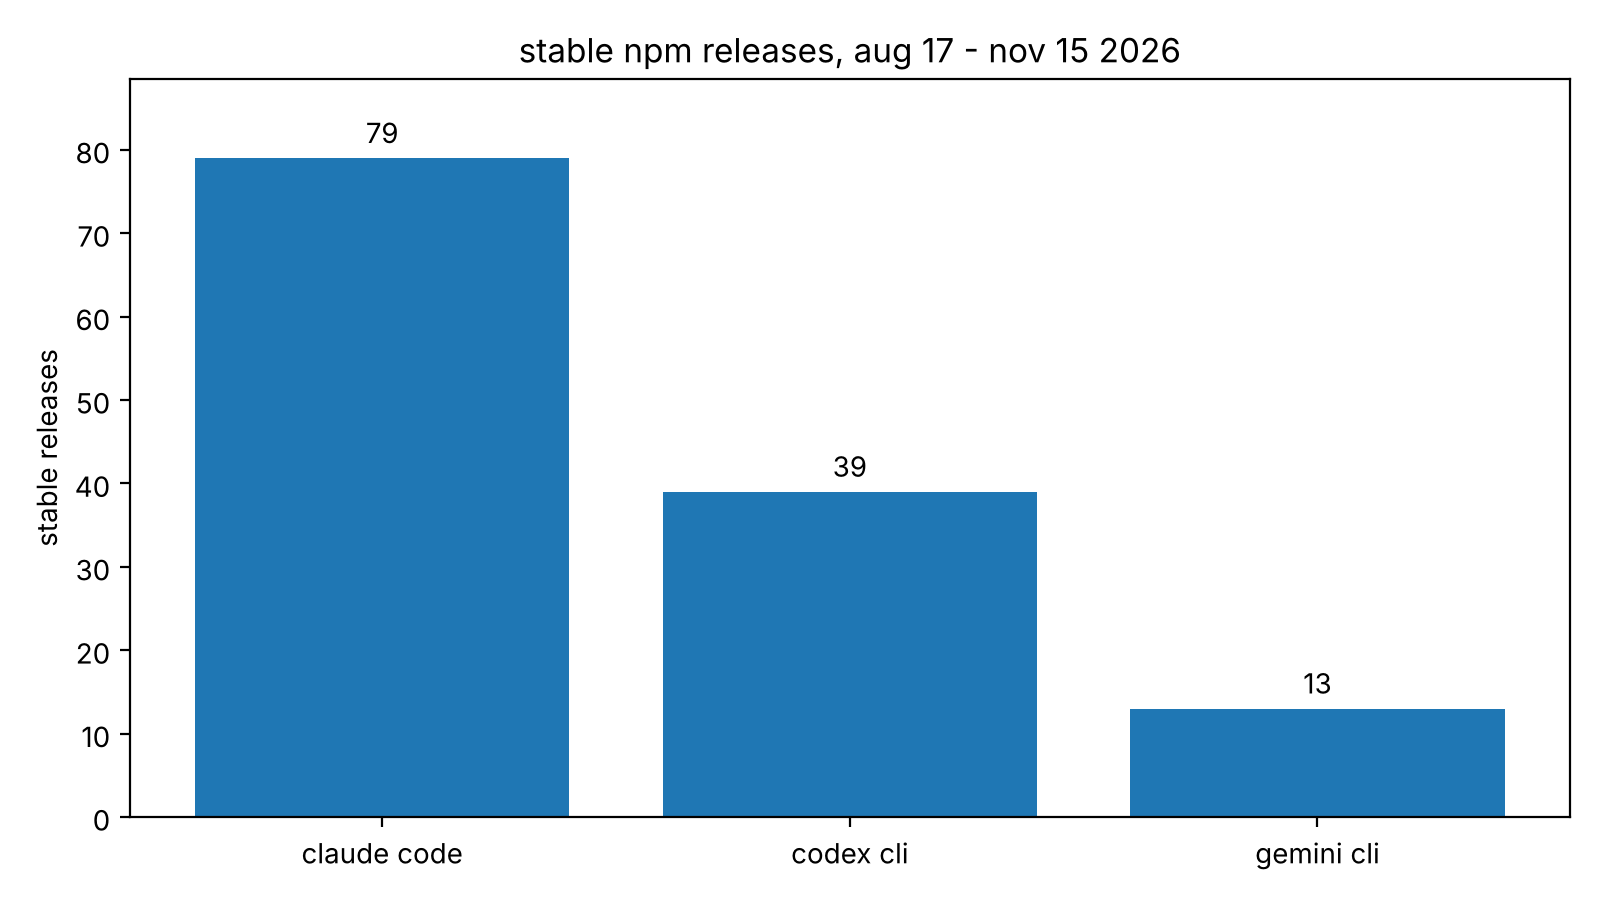 stable npm releases, aug 17 - nov 15 2026
79
80
70
60
50
40
30
20
10
0
39
13
stable releases
claude code
codex cli
gemini cli